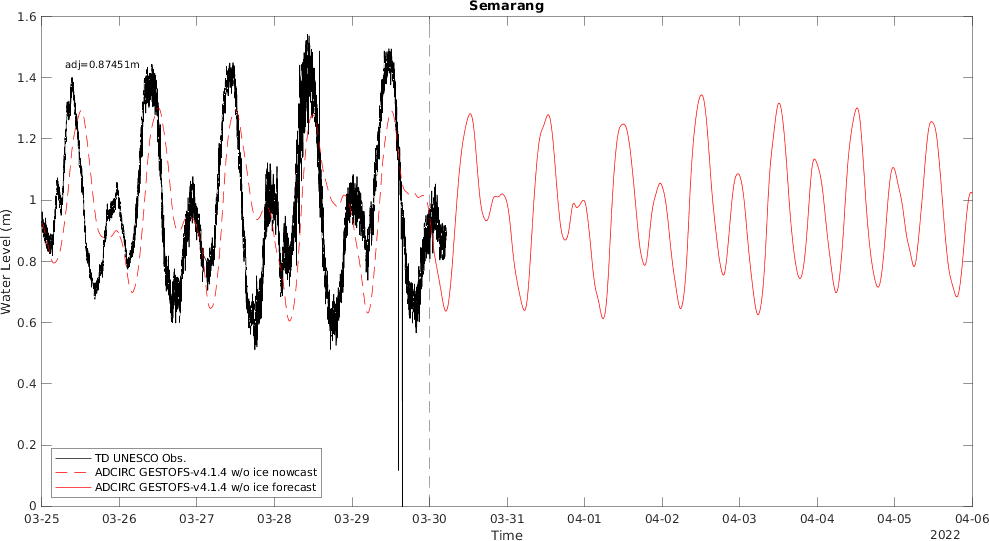 Semarang
adj=0.87451m
Water Level (m)
1.6
1.4
1.2
1
0.8
0.6
0.4
0.2
0
TD UNESCO Obs.
ADCIRC GESTOFS-v4.1.4 w/o ice nowcast
ADCIRC GESTOFS-v4.1.4 w/o ice forecast
03-25 03-26 03-27 03-28 03-29 03-30 03-31 04-01 04-02 04-03 04-04 04-05 04-06
Time
2022